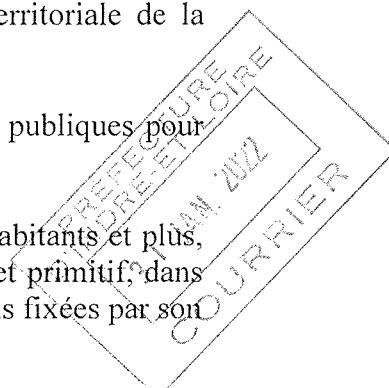 erritoriale de la
publiques pour
abitants et plus,
et primitif, dans
s fixées par son
PREFECTURE
D'INDRE-ET-LOIRE
31 JAN. 2022
COURRIER